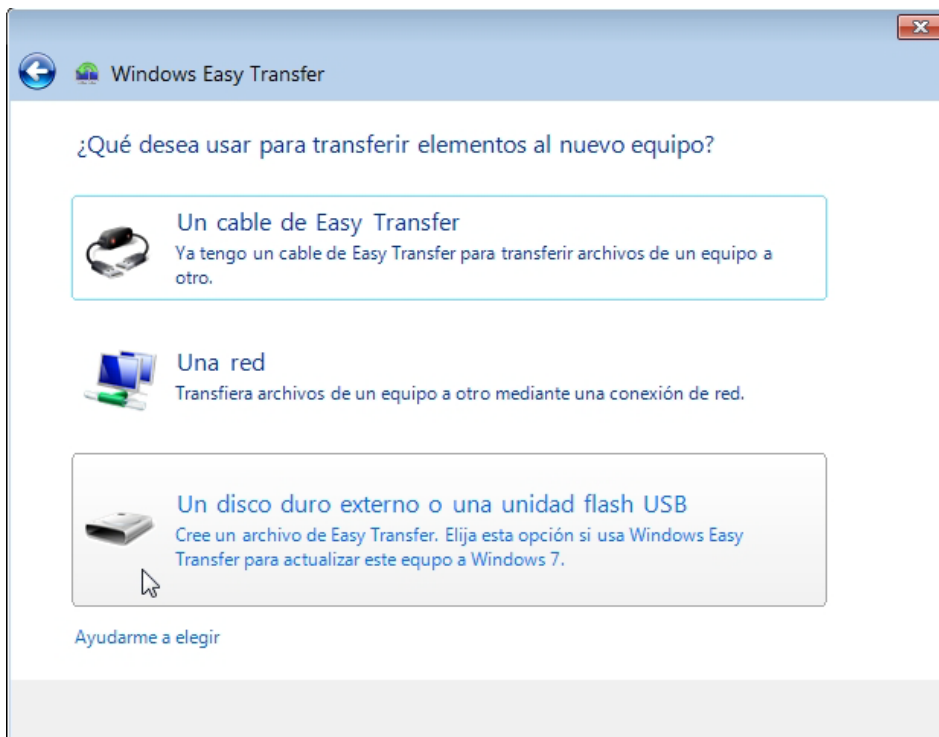 Windows Easy Transfer
¿Qué desea usar para transferir elementos al nuevo equipo?
Un cable de Easy Transfer
Ya tengo un cable de Easy Transfer para transferir archivos de un equipo a
otro.
Una red
Transfiera archivos de un equipo a otro mediante una conexión de red.
Un disco duro externo o una unidad flash USB
Cree un archivo de Easy Transfer. Elija esta opción si usa Windows Easy
Transfer para actualizar este equpo a Windows 7.
Ayudarme a elegir